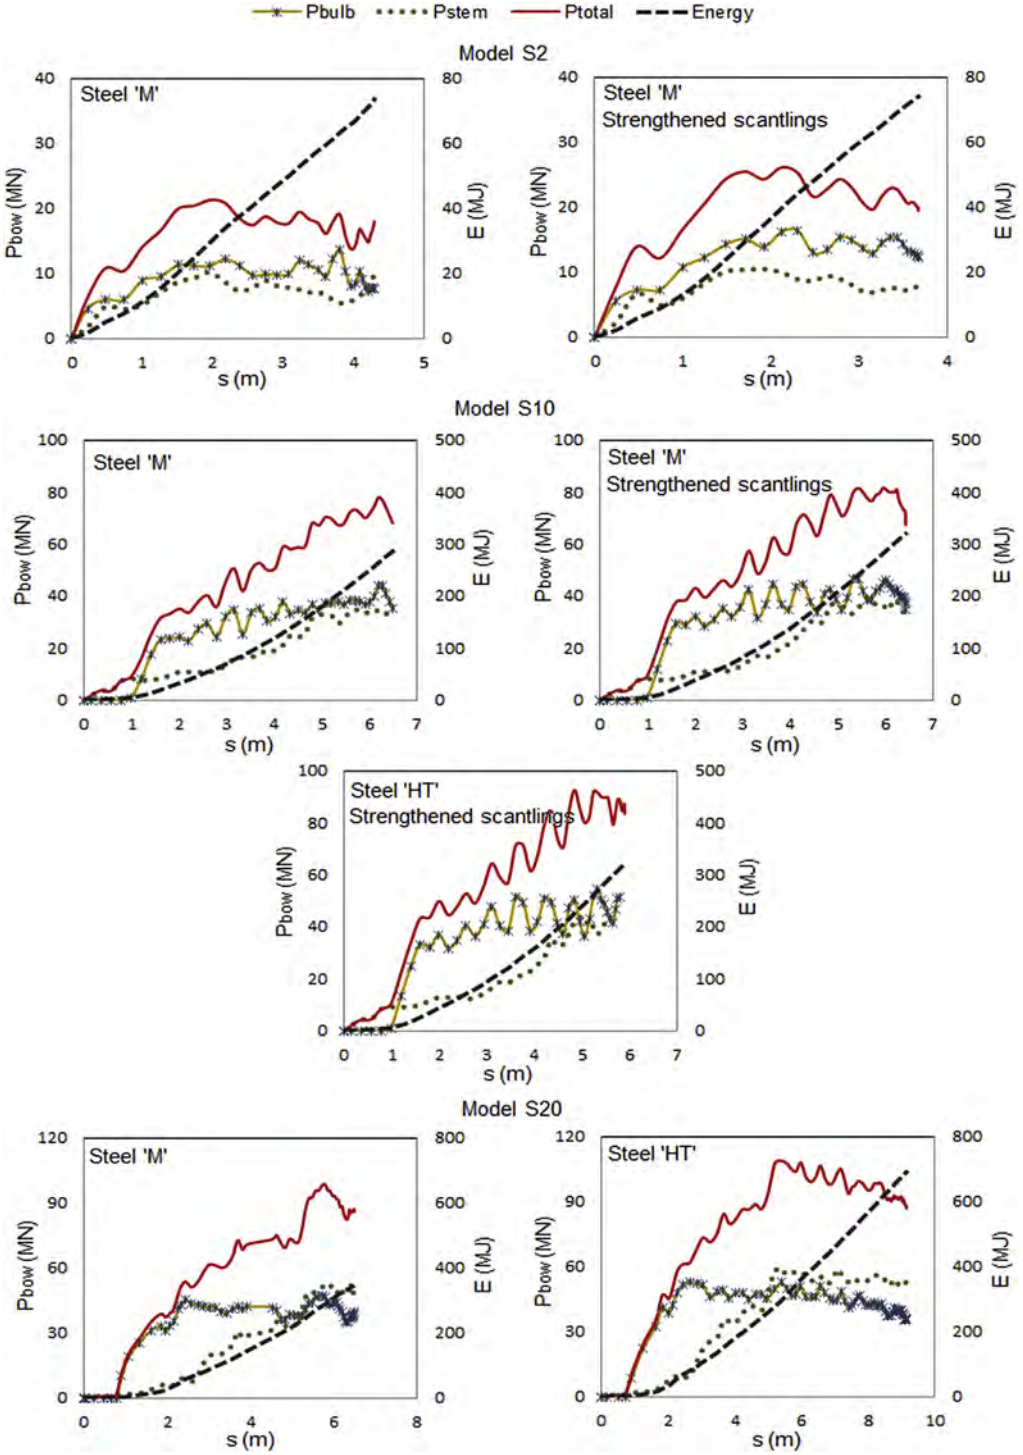 Pbulb Pstem Ptotal Energy
Model S2
Steel 'M'
40
30
20
10
0
Pbow (MN)
80
60
40
20
0
E (MJ)
0 1 2 3 4 5
s (m)
Steel 'M'
Strengthened scantlings
40
30
20
10
0
Pbow (MN)
80
60
40
20
0
E (MJ)
0 1 2 3 4
s (m)
Model S10
Steel 'M'
100
80
60
40
20
0
Pbow (MN)
500
400
300
200
100
0
E (MJ)
0 1 2 3 4 5 6 7
s (m)
Steel 'M'
Strengthened scantlings
100
80
60
40
20
0
Pbow (MN)
500
400
300
200
100
0
E (MJ)
0 1 2 3 4 5 6 7
s (m)
Steel 'HT'
Strengthened scantlings
100
80
60
40
20
0
Pbow (MN)
500
400
300
200
100
0
E (MJ)
0 1 2 3 4 5 6 7
s (m)
Model S20
Steel 'M'
120
90
60
30
0
Pbow (MN)
800
600
400
200
0
E (MJ)
0 2 4 6 8
s (m)
Steel 'HT'
120
90
60
30
0
Pbow (MN)
800
600
400
200
0
E (MJ)
0 2 4 6 8 10
s (m)